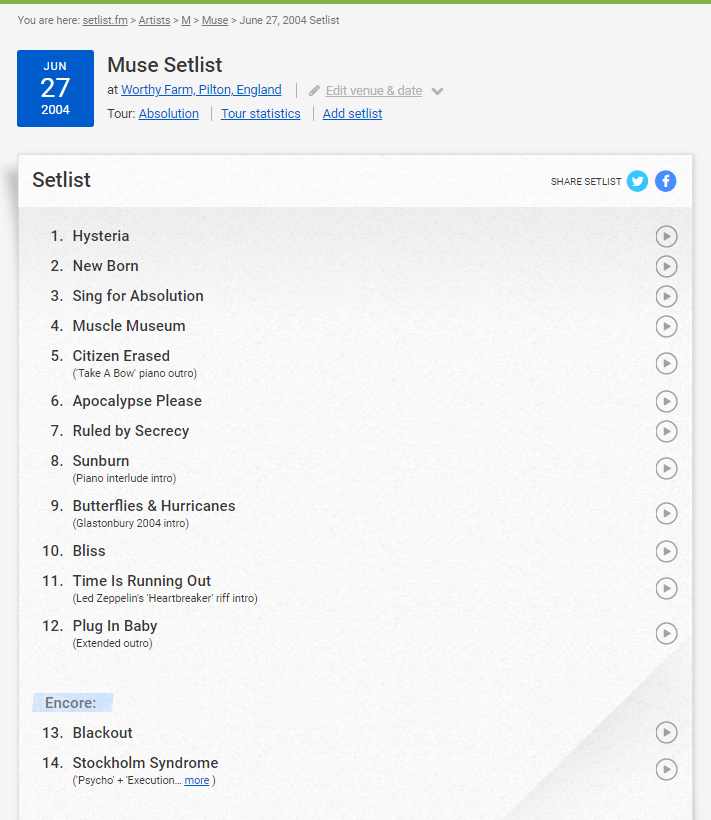 You are here: setlist.fm > Artists > M > Muse > June 27, 2004 Setlist
JUN
27
2004
Muse Setlist
at Worthy Farm, Pilton, England | Edit venue & date
Tour: Absolution | Tour statistics | Add setlist
Setlist
SHARE SETLIST
1. Hysteria
2. New Born
3. Sing for Absolution
4. Muscle Museum
5. Citizen Erased
('Take A Bow' piano outro)
6. Apocalypse Please
7. Ruled by Secrecy
8. Sunburn
(Piano interlude intro)
9. Butterflies & Hurricanes
(Glastonbury 2004 intro)
10. Bliss
11. Time Is Running Out
(Led Zeppelin's 'Heartbreaker' riff intro)
12. Plug In Baby
(Extended outro)
Encore:
13. Blackout
14. Stockholm Syndrome
('Psycho' + 'Execution... more )